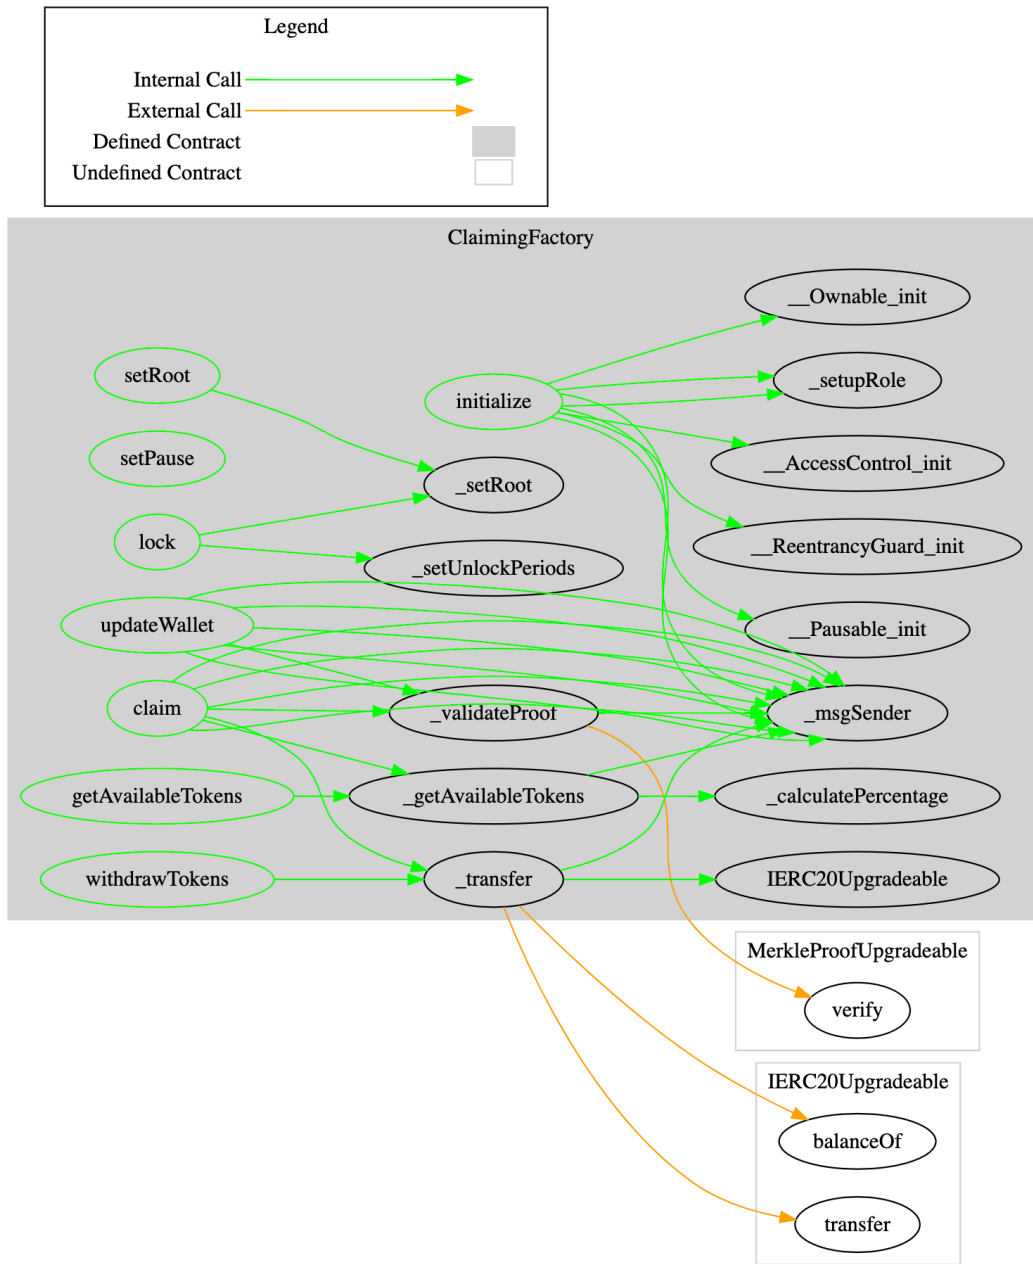 Legend
Internal Call
External Call
Defined Contract
Undefined Contract
ClaimingFactory
__Ownable_init
setRoot
_setupRole
initialize
setPause
__AccessControl_init
_setRoot
lock
__ReentrancyGuard_init
_setUnlockPeriods
updateWallet
__Pausable_init
claim
_validateProof
_msgSender
getAvailableTokens
_getAvailableTokens
_calculatePercentage
withdrawTokens
_transfer
IERC20Upgradeable
MerkleProofUpgradeable
verify
IERC20Upgradeable
balanceOf
transfer